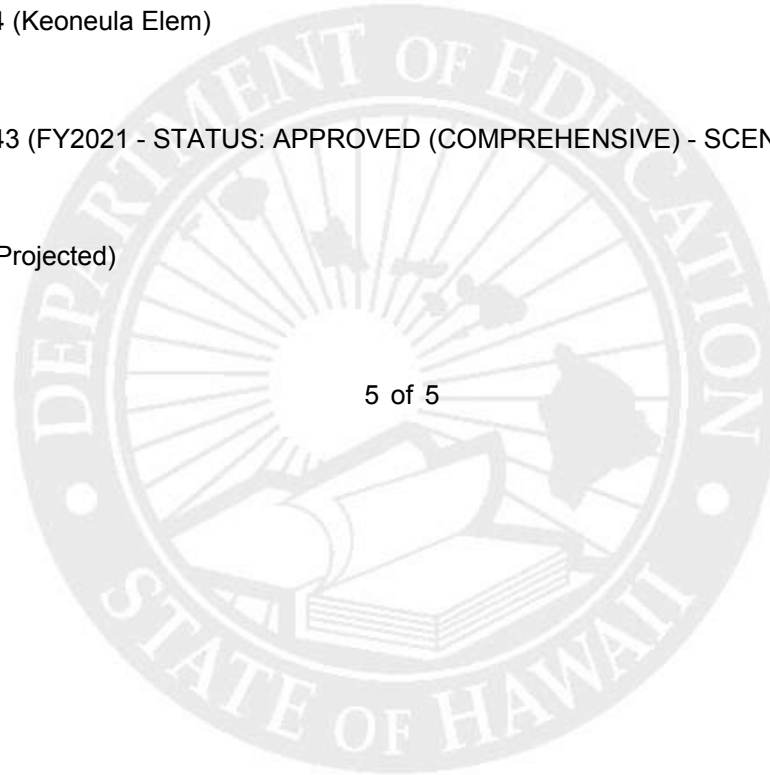 4 (Keoneula Elem)
43 (FY2021 - STATUS: APPROVED (COMPREHENSIVE) - SCEN
Projected)
5 of 5
DEPARTMENT OF EDUCATION
STATE OF HAWAII